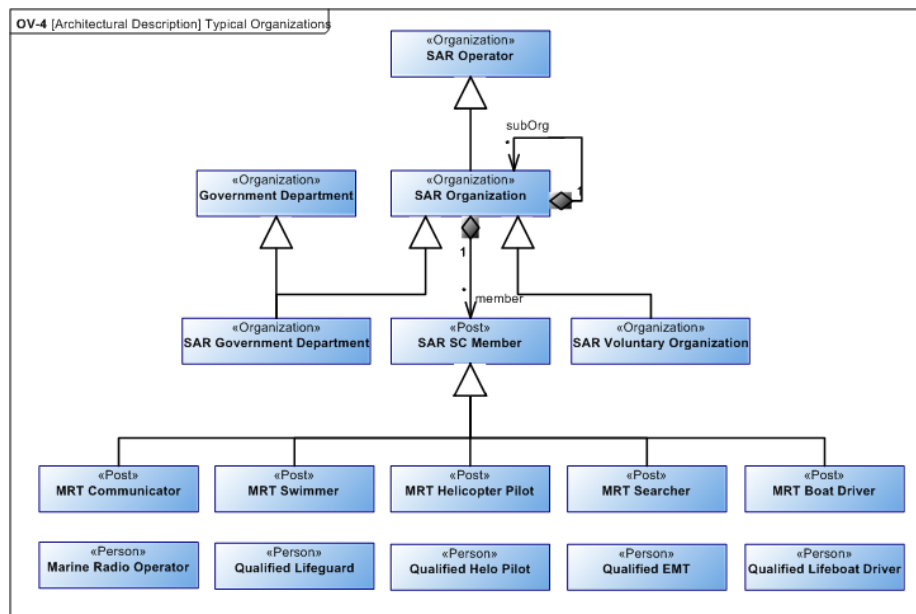 OV-4 [Architectural Description] Typical Organizations
«Organization»
SAR Operator
subOrg
*
«Organization»
Government Department
«Organization»
SAR Organization
1
1
*
member
«Organization»
SAR Government Department
«Post»
SAR SC Member
«Organization»
SAR Voluntary Organization
«Post»
MRT Communicator
«Post»
MRT Swimmer
«Post»
MRT Helicopter Pilot
«Post»
MRT Searcher
«Post»
MRT Boat Driver
«Person»
Marine Radio Operator
«Person»
Qualified Lifeguard
«Person»
Qualified Helo Pilot
«Person»
Qualified EMT
«Person»
Qualified Lifeboat Driver